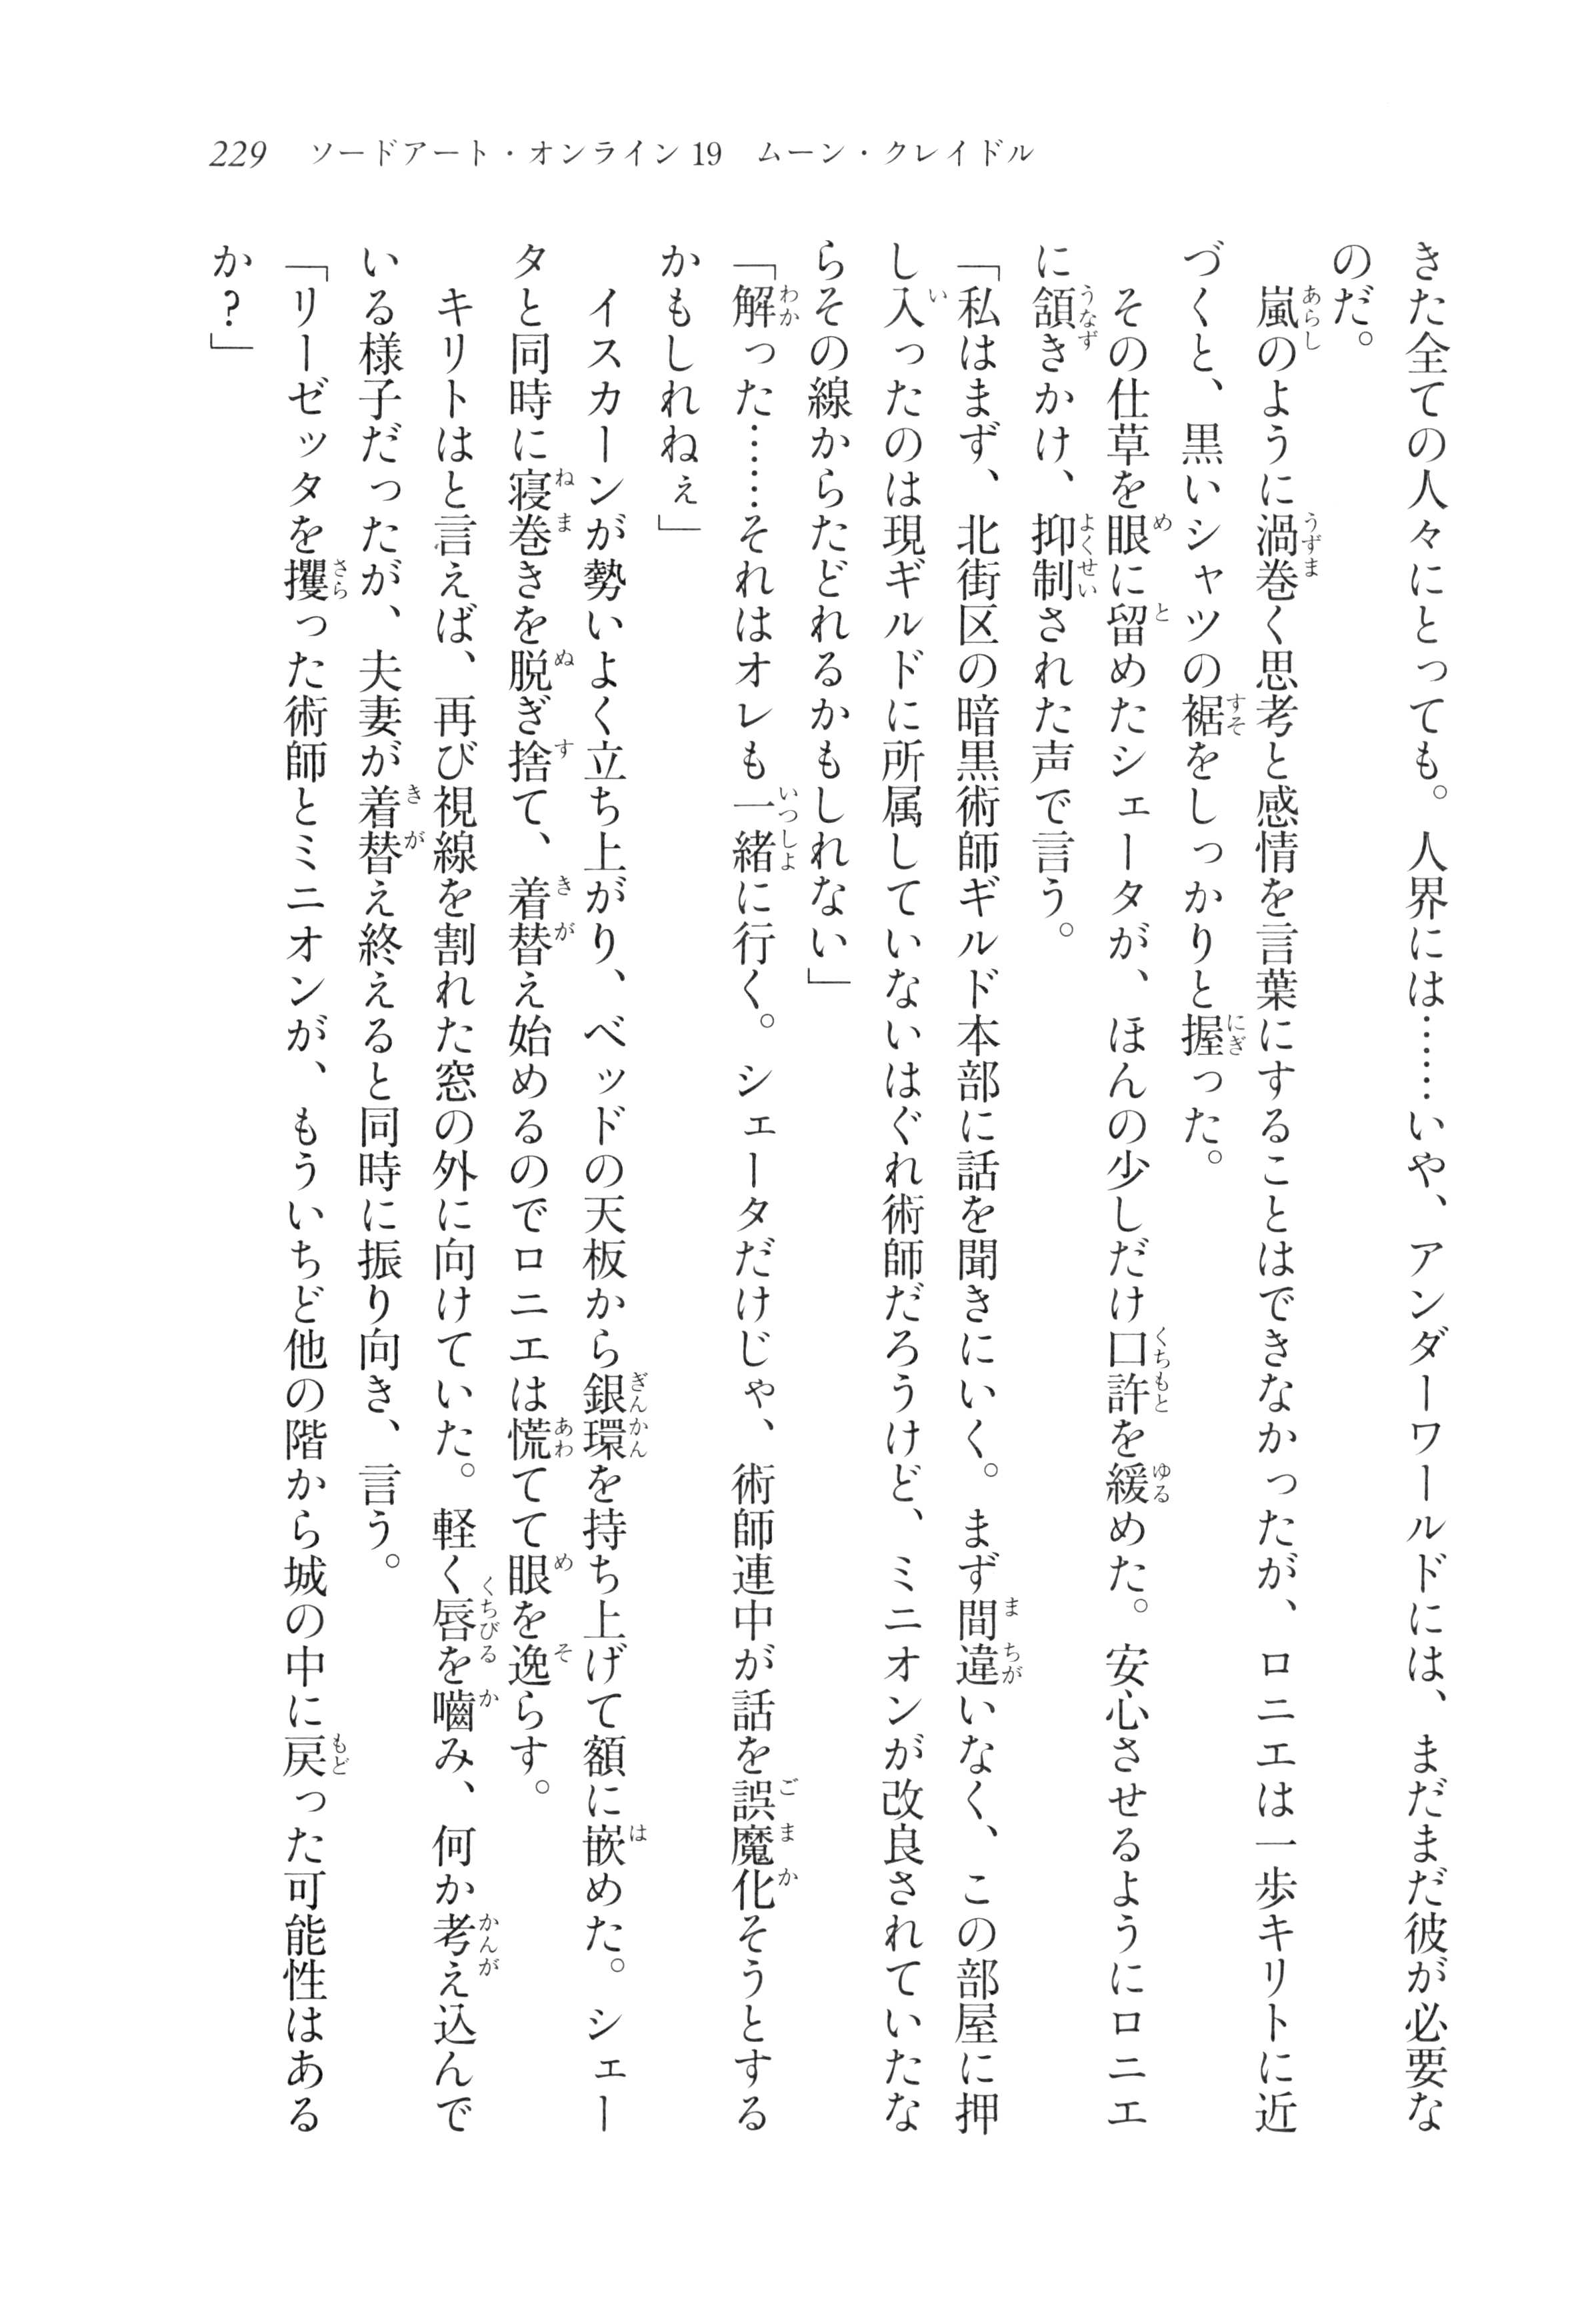 229 ソードアート・オンライン19 ムーン・クレイドル
きた全ての人々にとっても。人界には……いや、アンダーワールドには、まだまだ彼が必要な
のだ。
　嵐のように渦巻く思考と感情を言葉にすることはできなかったが、ロニエは一歩キリトに近
づくと、黒いシャツの裾をしっかりと握った。
　その仕草を眼に留めたシェータが、ほんの少しだけ口許を緩めた。安心させるようにロニエ
に頷きかけ、抑制された声で言う。
「私はまず、北街区の暗黒術師ギルド本部に話を聞きにいく。まず間違いなく、この部屋に押
し入ったのは現ギルドに所属していないはぐれ術師だろうけど、ミニオンが改良されていたな
らその線からたどれるかもしれない」
「解った……それはオレも一緒に行く。シェータだけじゃ、術師連中が話を誤魔化そうとする
かもしれねぇ」
　イスカーンが勢いよく立ち上がり、ベッドの天板から銀環を持ち上げて額に嵌めた。シェー
タと同時に寝巻きを脱ぎ捨て、着替え始めるのでロニエは慌てて眼を逸らす。
　キリトはと言えば、再び視線を割れた窓の外に向けていた。軽く唇を嚙み、何か考え込んで
いる様子だったが、夫妻が着替え終えると同時に振り向き、言う。
「リーゼッタを攫った術師とミニオンが、もういちど他の階から城の中に戻った可能性はある
か？」